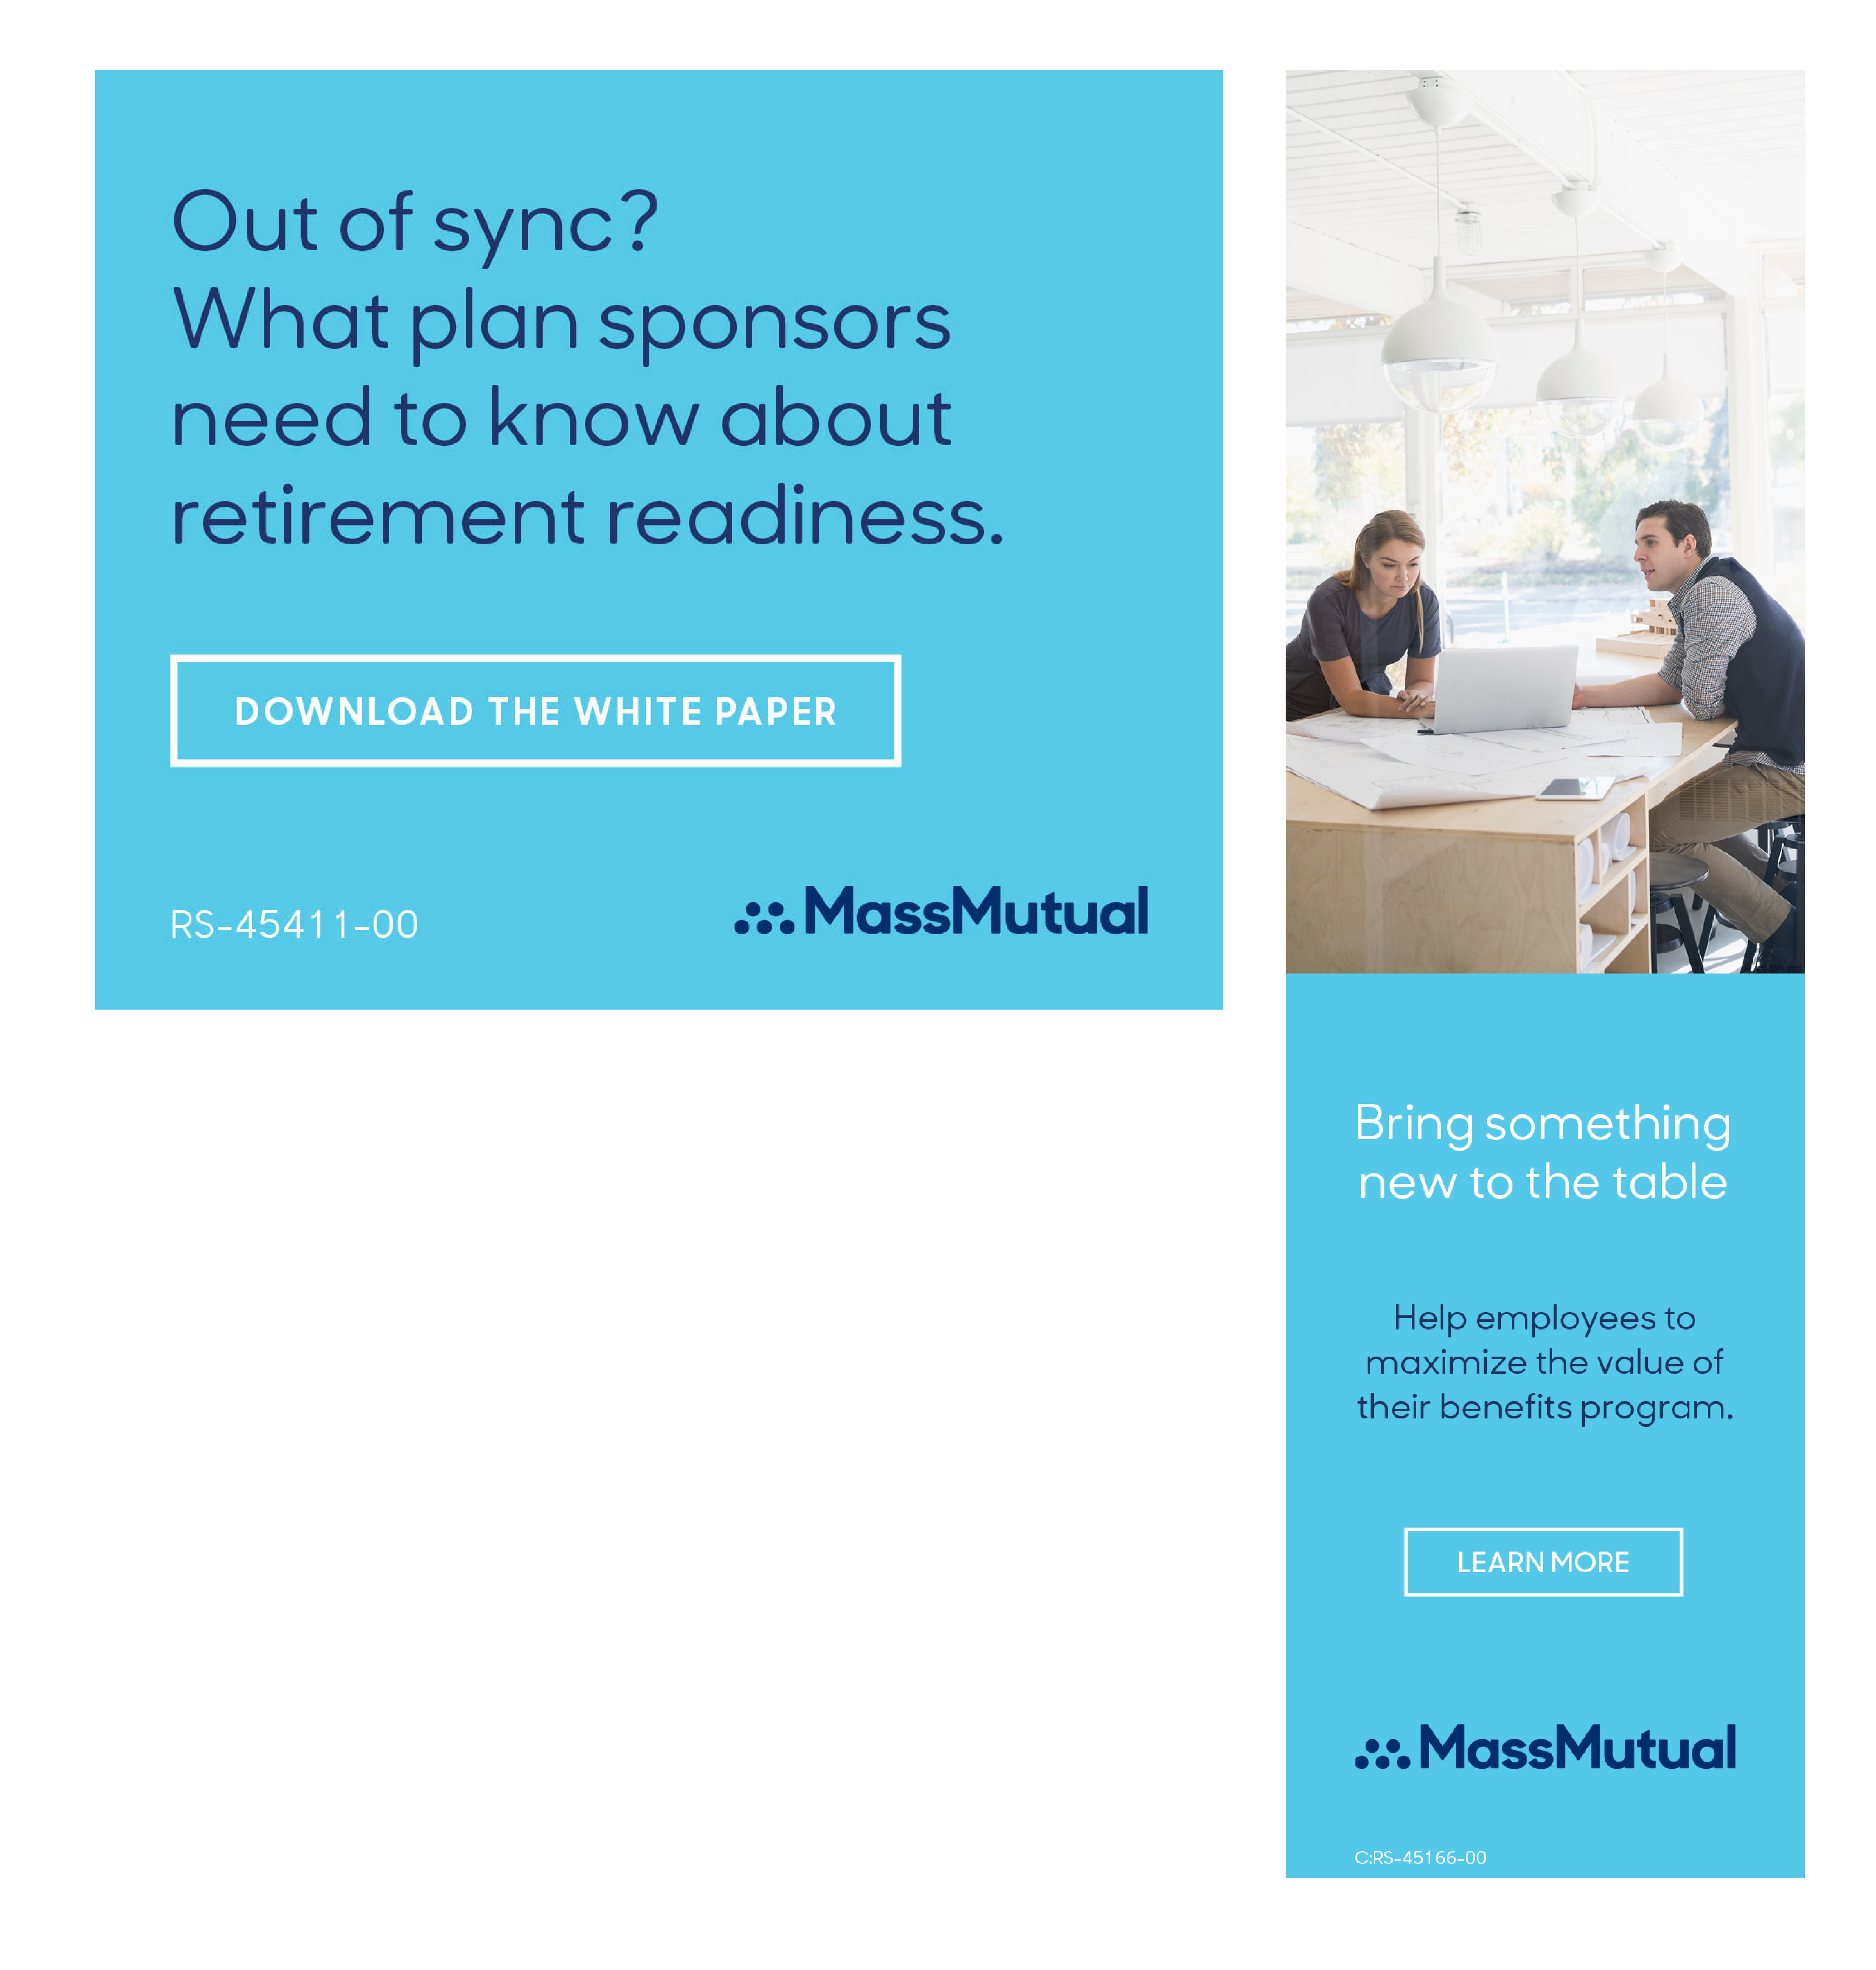 Out of sync?
What plan sponsors
need to know about
retirement readiness.
DOWNLOAD THE WHITE PAPER
RS-45411-00
MassMutual
Bring something
new to the table
Help employees to
maximize the value of
their benefits program.
LEARN MORE
MassMutual
C:RS-45166-00